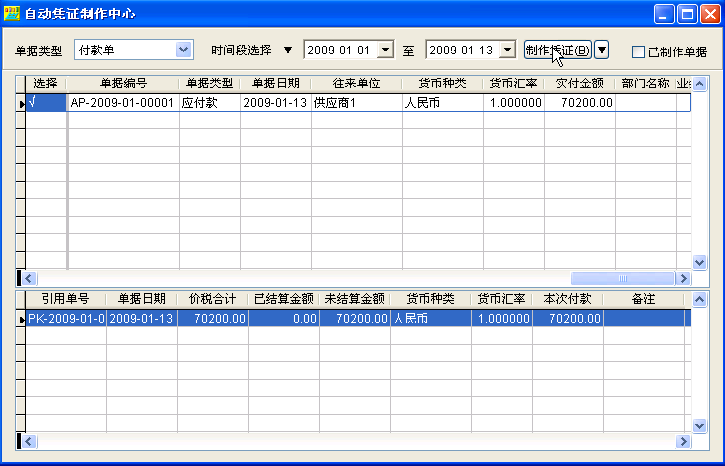 自动凭证制作中心
单据类型 付款单 时间段选择 ▼ 2009 01 01 至 2009 01 13 制作凭证(B) 已制作单据
选择 单据编号 单据类型 单据日期 往来单位 货币种类 货币汇率 实付金额 部门名称
√ AP-2009-01-00001 应付款 2009-01-13 供应商1 人民币 1.000000 70200.00
引用单号 单据日期 价税合计 已结算金额 未结算金额 货币种类 货币汇率 本次付款 备注
PK-2009-01-0 2009-01-13 70200.00 0.00 70200.00 人民币 1.000000 70200.00